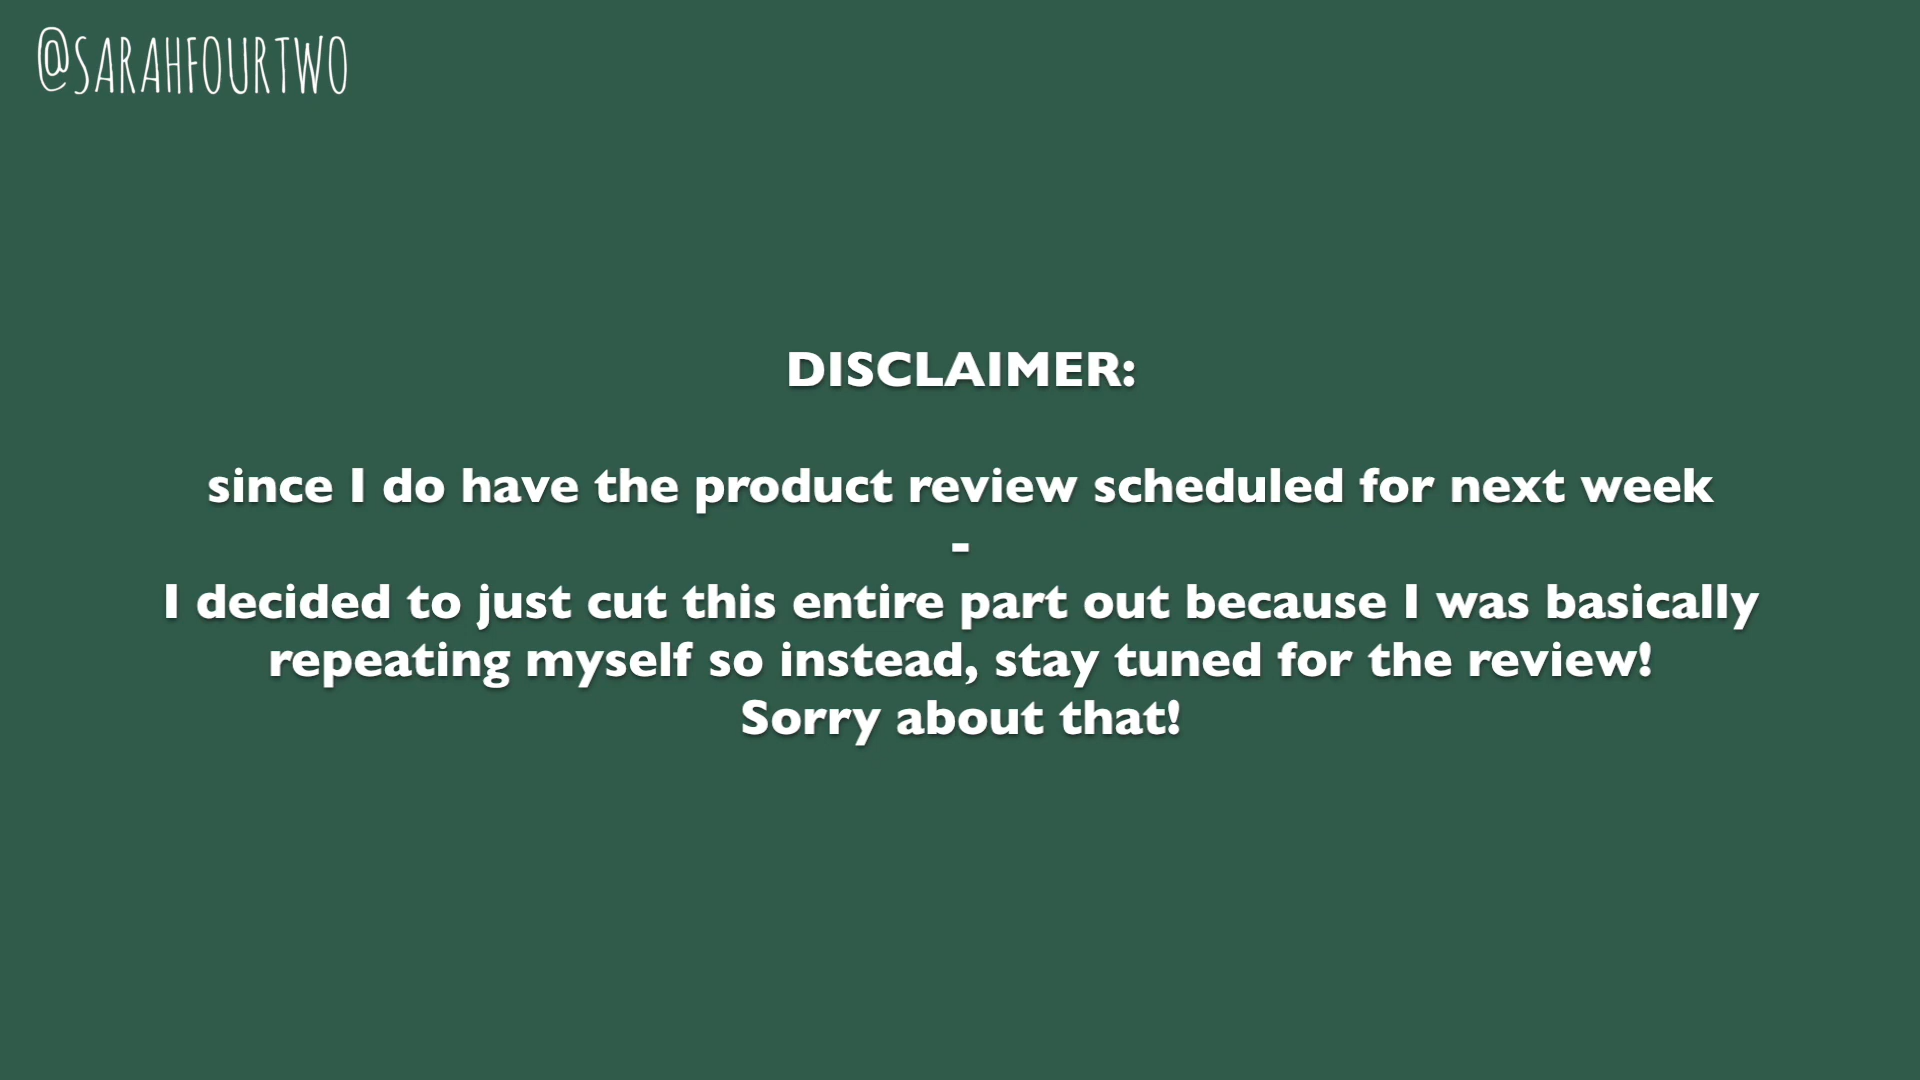 @SARAHFOURTWO
DISCLAIMER:
since I do have the product review scheduled for next week
-
I decided to just cut this entire part out because I was basically
repeating myself so instead, stay tuned for the review!
Sorry about that!